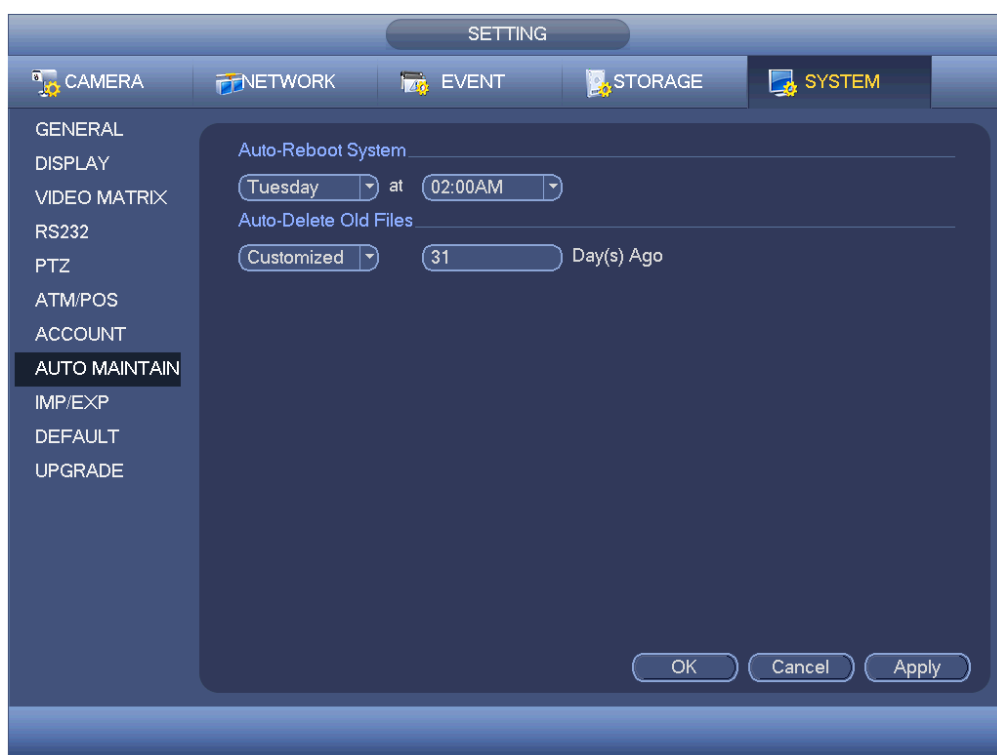 SETTING
CAMERA NETWORK EVENT STORAGE SYSTEM
GENERAL
DISPLAY
VIDEO MATRIX
RS232
PTZ
ATM/POS
ACCOUNT
AUTO MAINTAIN
IMP/EXP
DEFAULT
UPGRADE
Auto-Reboot System
Tuesday at 02:00AM
Auto-Delete Old Files
Customized 31 Day(s) Ago
OK Cancel Apply